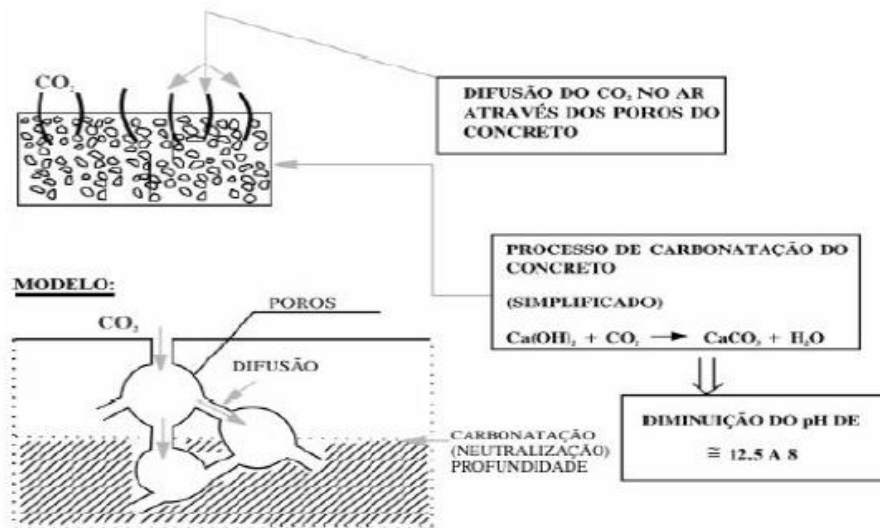 CO₂
DIFUSÃO DO CO₂ NO AR
ATRAVÉS DOS POROS DO
CONCRETO
PROCESSO DE CARBONATAÇÃO DO
CONCRETO
(SIMPLIFICADO)
Ca(OH)₂ + CO₂ → CaCO₃ + H₂O
DIMINUIÇÃO DO pH DE
≅ 12.5 A 8
MODELO:
CO₂
POROS
DIFUSÃO
CARBONATAÇÃO
(NEUTRALIZAÇÃO)
PROFUNDIDADE